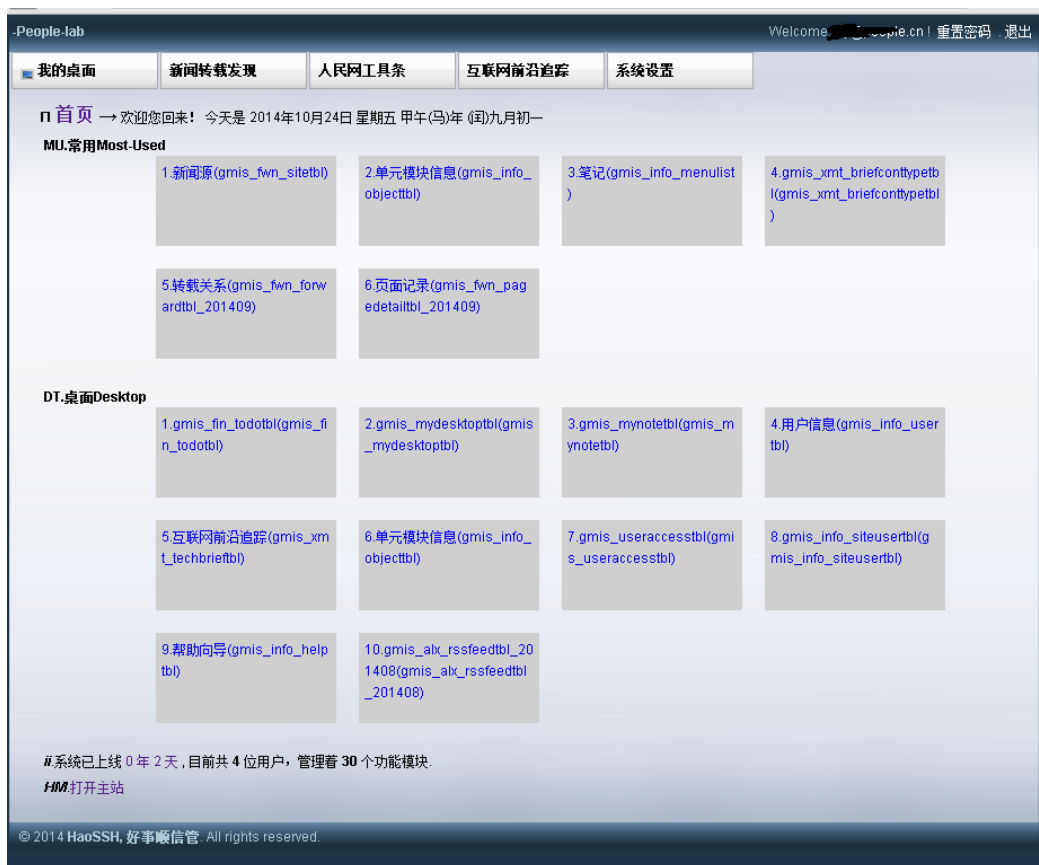 -People-lab
Welcome, .cn ! 重置密码 . 退出
我的桌面 新闻转载发现 人民网工具条 互联网前沿追踪 系统设置
П 首页 → 欢迎您回来! 今天是 2014年10月24日 星期五 甲午(马)年 (闰)九月初一
MU.常用Most-Used
1.新闻源(gmis_fwn_sitetbl) 2.单元模块信息(gmis_info_ 3.笔记(gmis_info_menulist 4.gmis_xmt_briefconttypetb
objecttbl) ) l(gmis_xmt_briefconttypetbl
)
5.转载关系(gmis_fwn_forw 6.页面记录(gmis_fwn_pag
ardtbl_201409) edetailtbl_201409)
DT.桌面Desktop
1.gmis_fin_todotbl(gmis_fi 2.gmis_mydesktoptbl(gmis 3.gmis_mynotetbl(gmis_m 4.用户信息(gmis_info_user
n_todotbl) _mydesktoptbl) ynotetbl) tbl)
5.互联网前沿追踪(gmis_xm 6.单元模块信息(gmis_info_ 7.gmis_useraccesstbl(gmi 8.gmis_info_siteusertbl(g
t_techbrieftbl) objecttbl) s_useraccesstbl) mis_info_siteusertbl)
9.帮助向导(gmis_info_help 10.gmis_alx_rssfeedtbl_20
tbl) 1408(gmis_alx_rssfeedtbl
_201408)
ii.系统已上线 0 年 2 天 , 目前共 4 位用户，管理着 30 个功能模块.
HM.打开主站
© 2014 HaoSSH, 好事顺信管. All rights reserved.